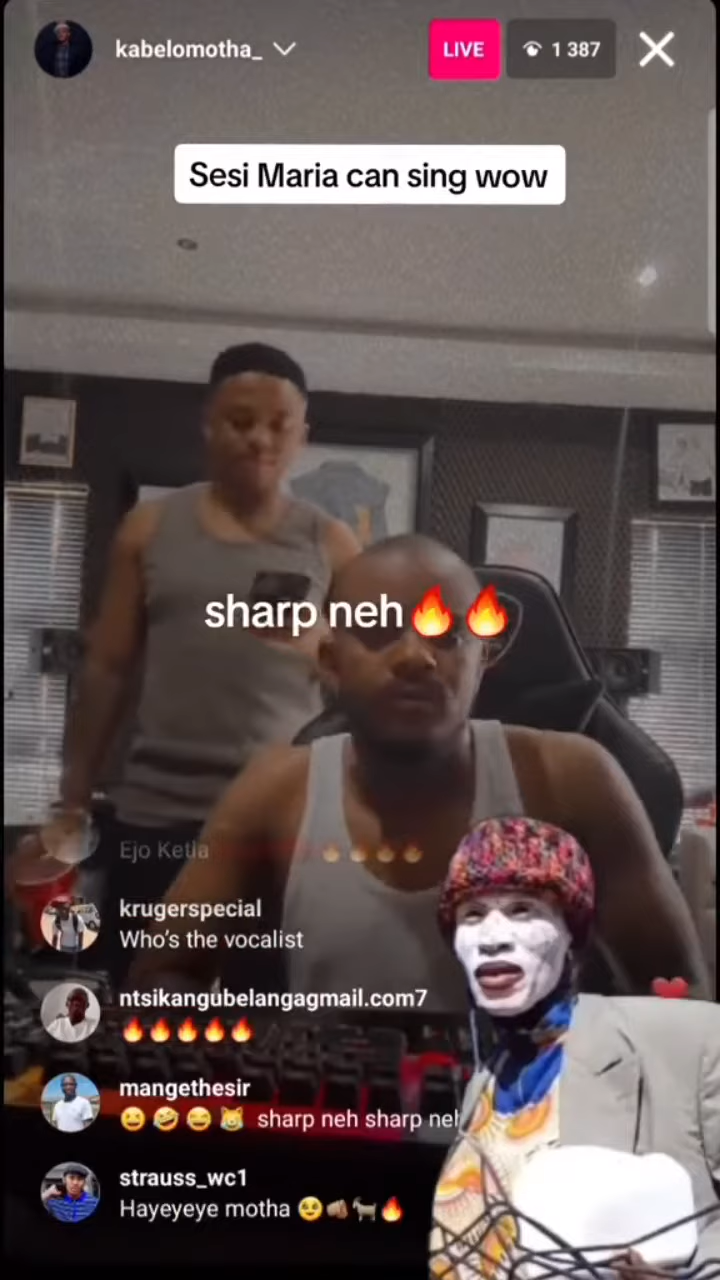 kabelomotha_
LIVE
1 387
Sesi Maria can sing wow
sharp neh🔥🔥
Ejo Ketla 🔥🔥🔥🔥
krugerspecial
Who's the vocalist
ntsikangubelangagmail.com7
🔥🔥🔥🔥🔥
mangethesir
😆🤣😂😹 sharp neh sharp neh
strauss_wc1
Hayeyeye motha 🥹👊🏾🐐🔥